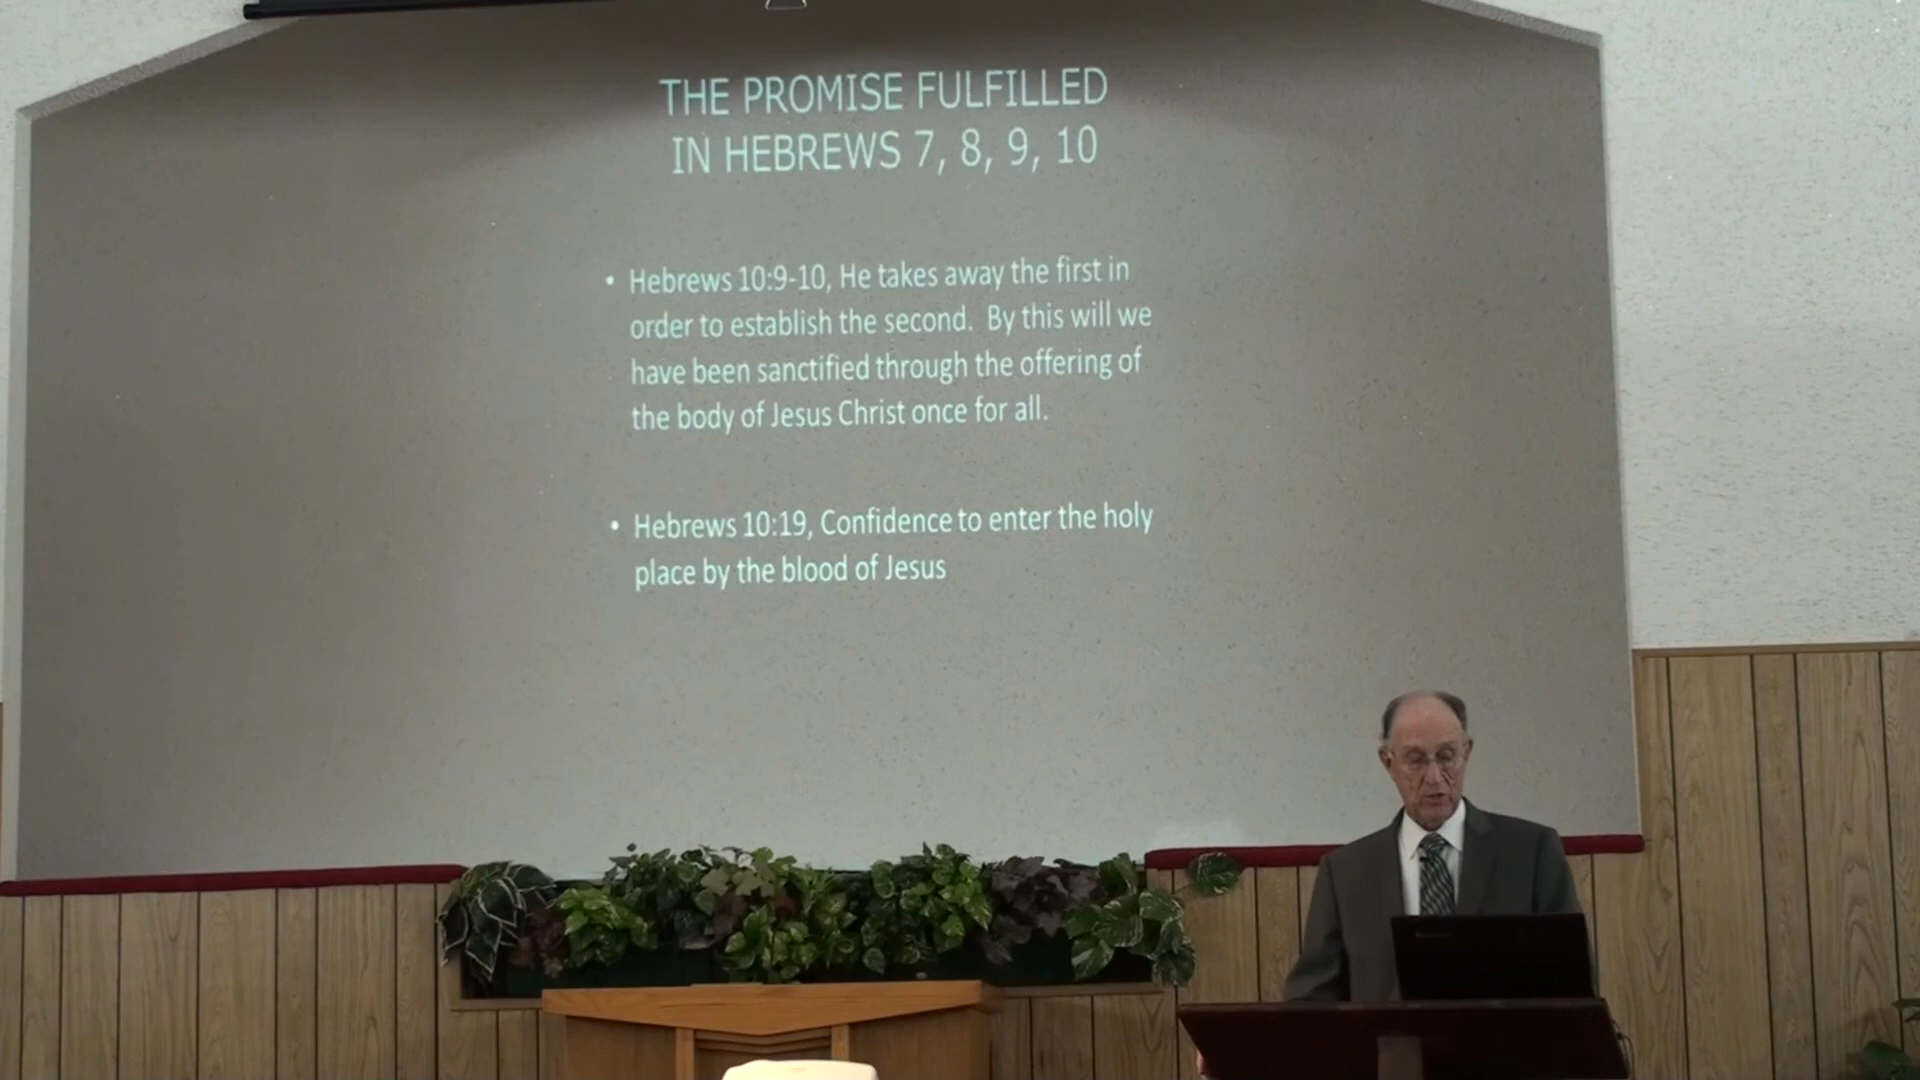 THE PROMISE FULFILLED
IN HEBREWS 7, 8, 9, 10
• Hebrews 10:9-10, He takes away the first in
order to establish the second.  By this will we
have been sanctified through the offering of
the body of Jesus Christ once for all.
• Hebrews 10:19, Confidence to enter the holy
place by the blood of Jesus